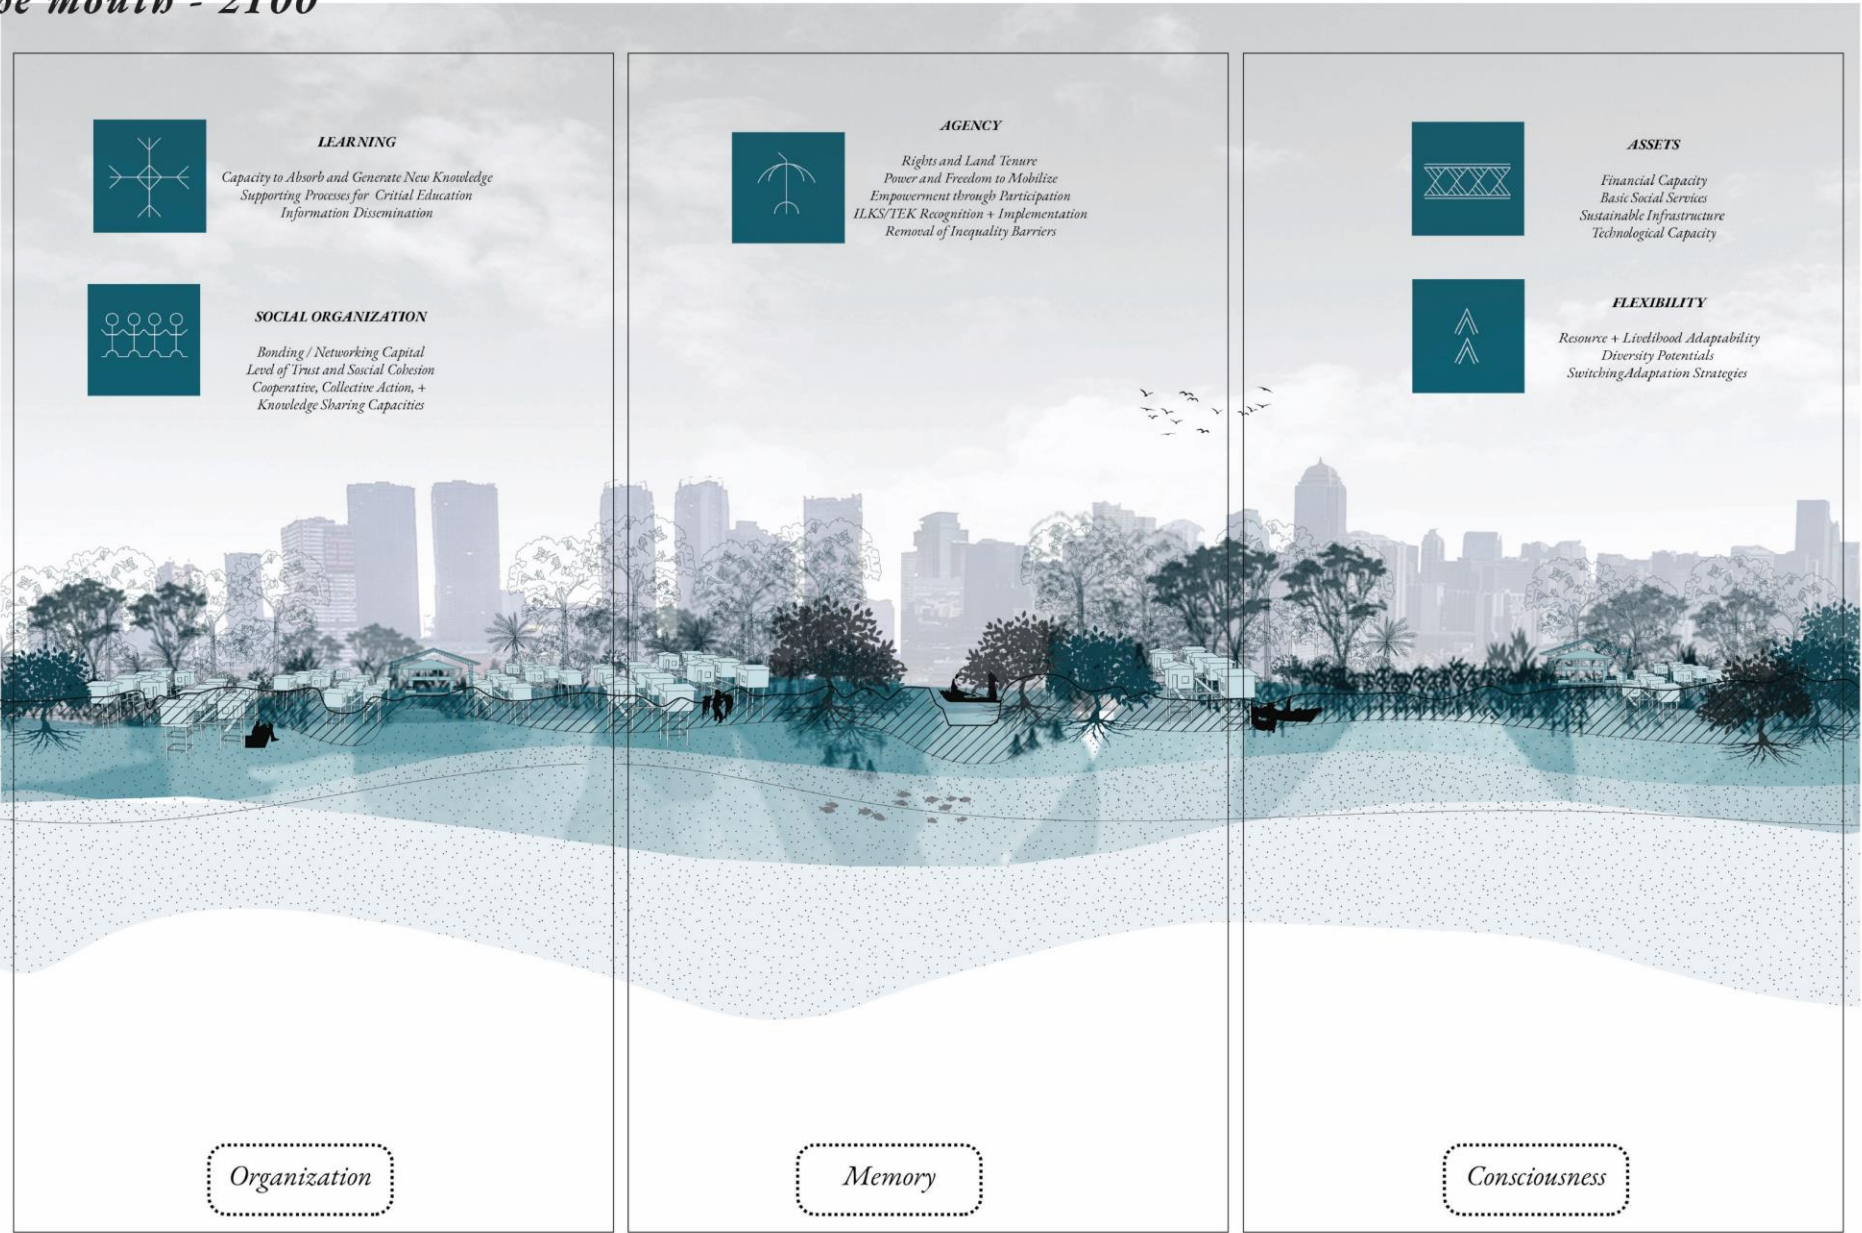 mouth - 2100
LEARNING
Capacity to Absorb and Generate New Knowledge
Supporting Processes for Critial Education
Information Dissemination
SOCIAL ORGANIZATION
Bonding / Networking Capital
Level of Trust and Soscial Cohesion
Cooperative, Collective Action, +
Knowledge Sharing Capacities
AGENCY
Rights and Land Tenure
Power and Freedom to Mobilize
Empowerment through Participation
ILKS/TEK Recognition + Implementation
Removal of Inequality Barriers
ASSETS
Financial Capacity
Basic Social Services
Sustainable Infrastructure
Technological Capacity
FLEXIBILITY
Resource + Livelihood Adaptability
Diversity Potentials
SwitchingAdaptation Strategies
Organization
Memory
Consciousness